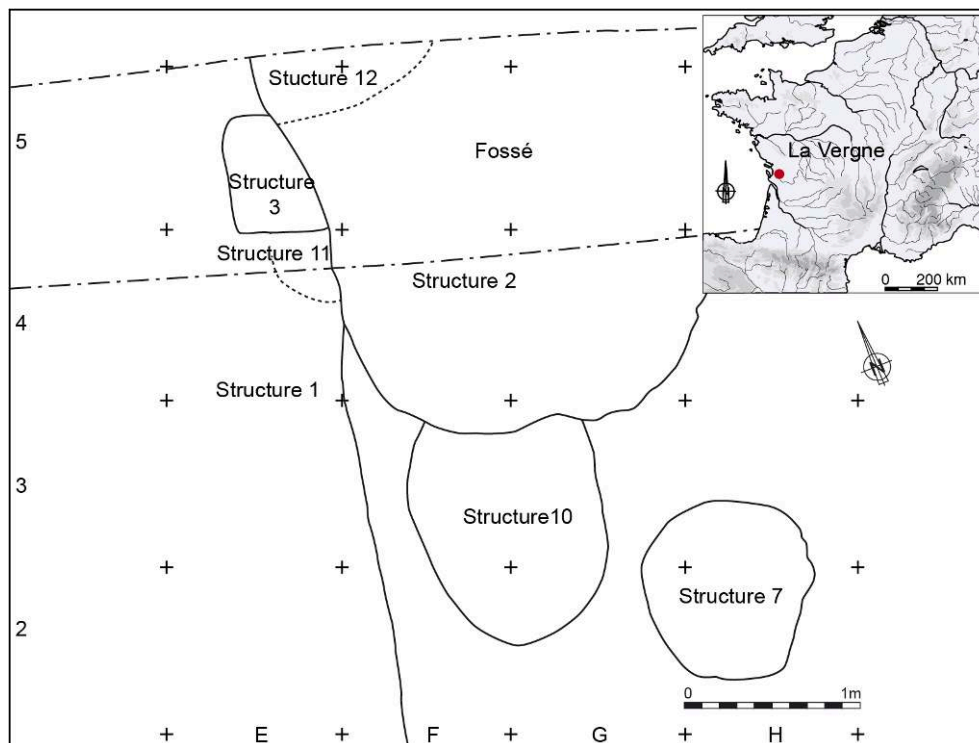 Stucture 12
La Vergne
5
Fossé
Structure
3
Structure 11
Structure 2
0 200 km
4
Structure 1
N
3
Structure10
Structure 7
2
0 1m
E F G H